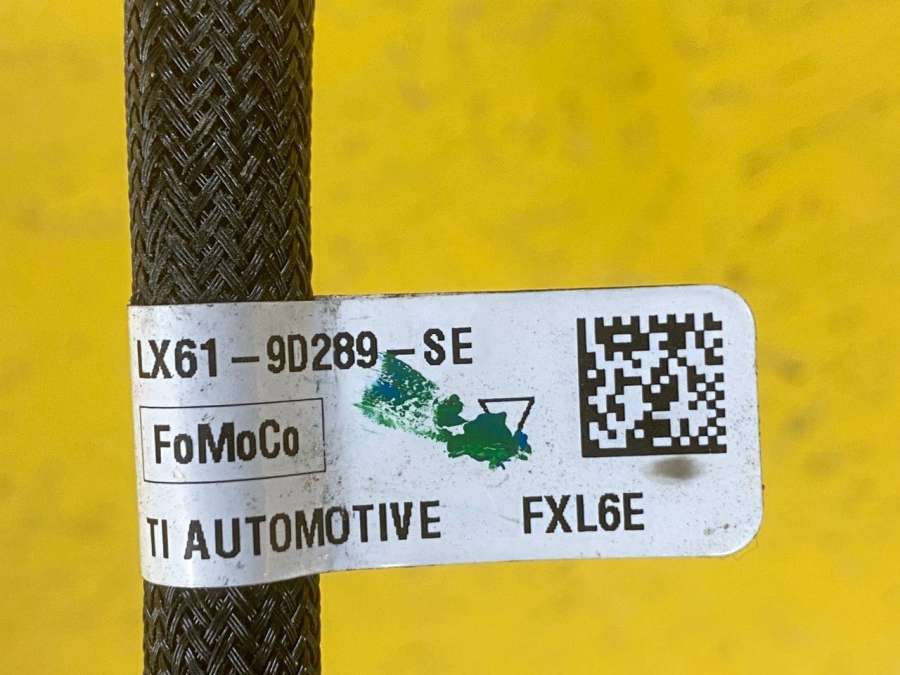 LX61-9D289-SE
FoMoCo
TI AUTOMOTIVE FXL6E